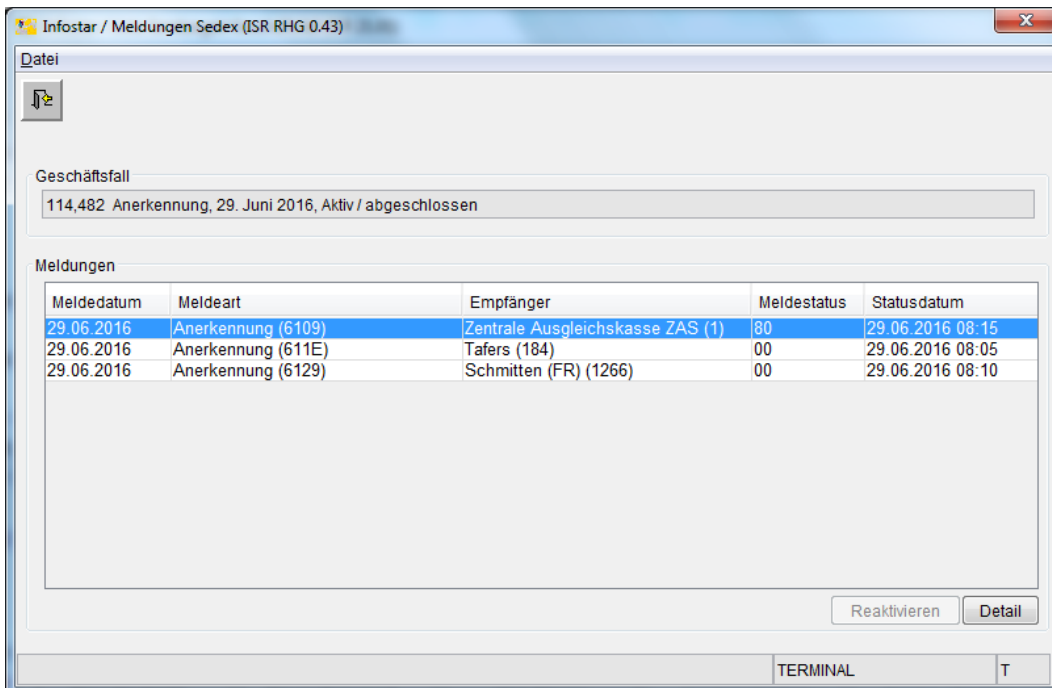 Infostar / Meldungen Sedex (ISR RHG 0.43)
Datei
Geschäftsfall
114,482 Anerkennung, 29. Juni 2016, Aktiv / abgeschlossen
Meldungen
Meldedatum Meldeart Empfänger Meldestatus Statusdatum
29.06.2016 Anerkennung (6109) Zentrale Ausgleichskasse ZAS (1) 80 29.06.2016 08:15
29.06.2016 Anerkennung (611E) Tafers (184) 00 29.06.2016 08:05
29.06.2016 Anerkennung (6129) Schmitten (FR) (1266) 00 29.06.2016 08:10
Reaktivieren Detail
TERMINAL T